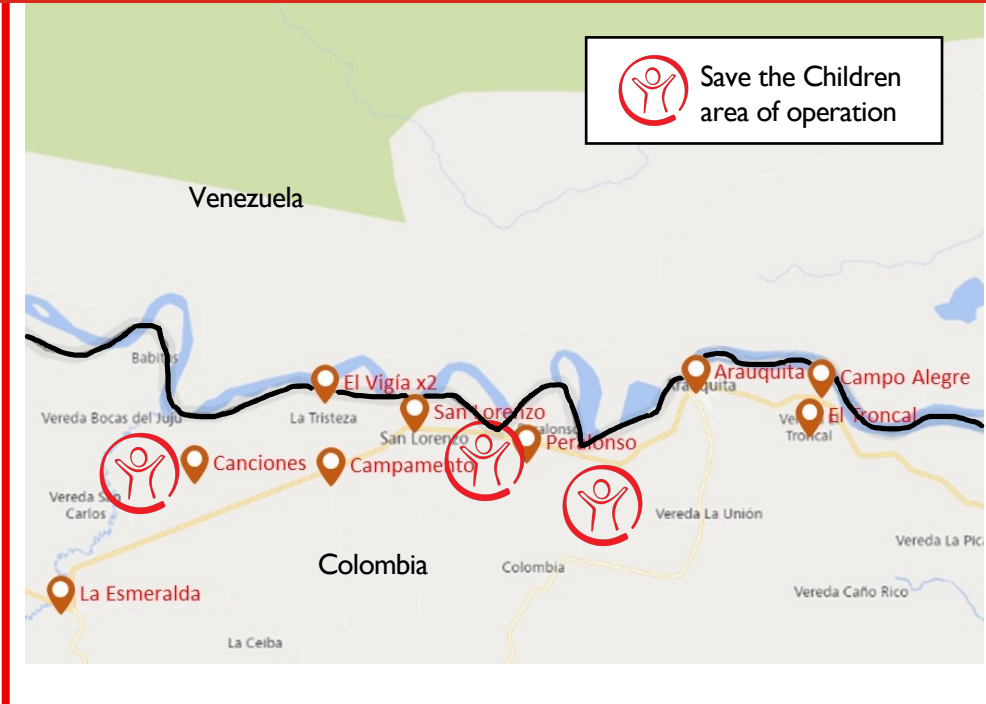 Save the Children
area of operation
Venezuela
Babitas
El Vigía x2
Arauquita
Arauquita
Campo Alegre
Vereda Bocas del Jujú
La Tristeza
San Lorenzo
San Lorenzo
El Troncal
Troncal
Peralonso
Canciones
Campamento
Vereda San
Carlos
Vereda La Unión
Colombia
Colombia
Vereda La Pica
Vereda Caño Rico
La Esmeralda
La Ceiba